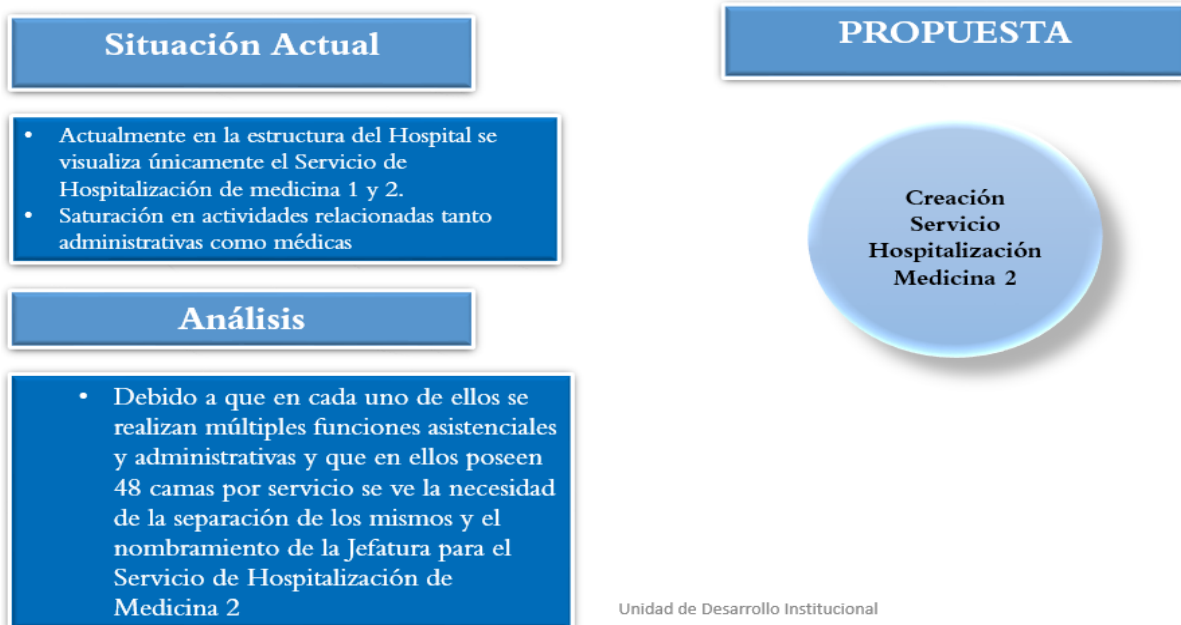 Situación Actual
• Actualmente en la estructura del Hospital se
visualiza únicamente el Servicio de
Hospitalización de medicina 1 y 2.
• Saturación en actividades relacionadas tanto
administrativas como médicas
Análisis
• Debido a que en cada uno de ellos se
realizan múltiples funciones asistenciales
y administrativas y que en ellos poseen
48 camas por servicio se ve la necesidad
de la separación de los mismos y el
nombramiento de la Jefatura para el
Servicio de Hospitalización de
Medicina 2
PROPUESTA
Creación
Servicio
Hospitalización
Medicina 2
Unidad de Desarrollo Institucional